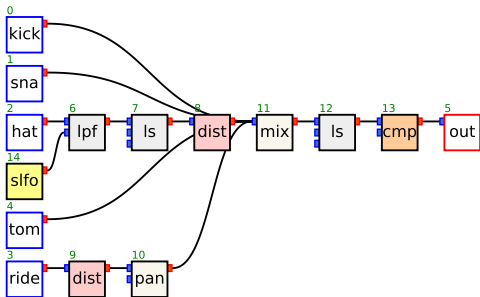 0
kick
1
sna
2 6 7 8 11 12 13 5
hat lpf ls dist mix ls cmp out
14
slfo
4
tom
3 9 10
ride dist pan